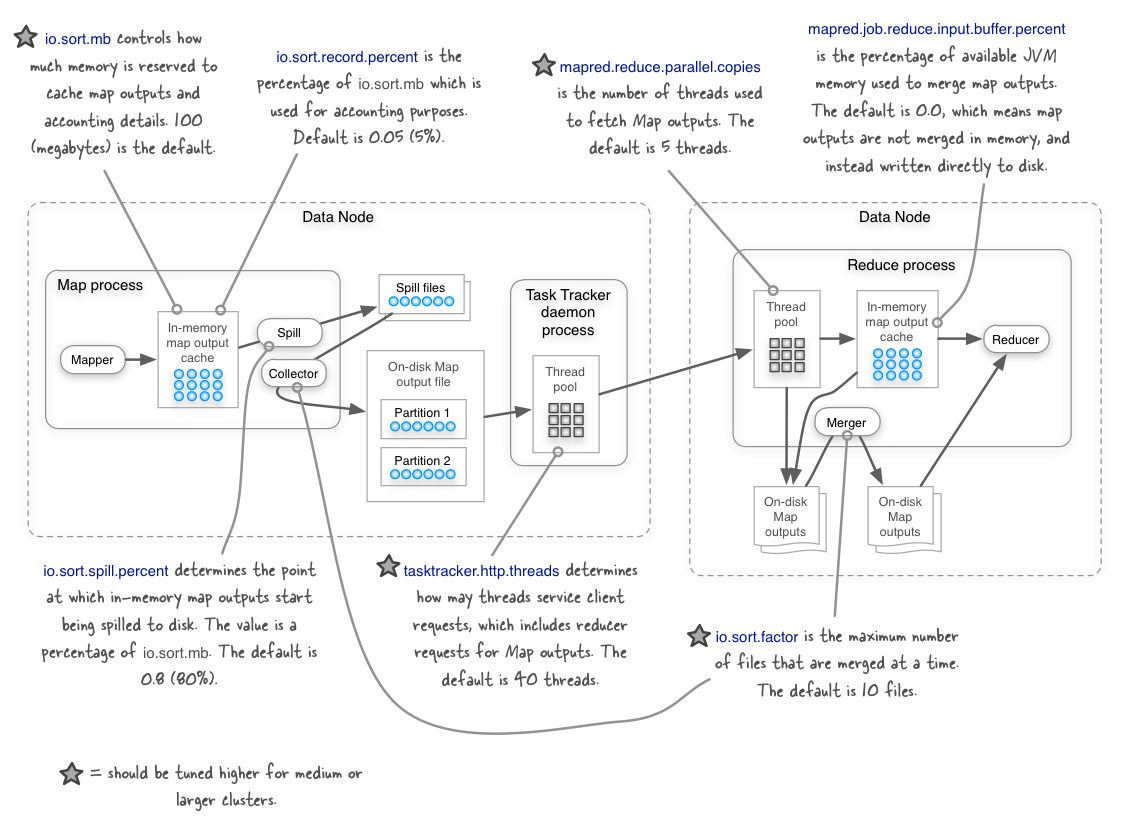 io.sort.mb controls how
much memory is reserved to
cache map outputs and
accounting details. 100
(megabytes) is the default.
io.sort.record.percent is the
percentage of io.sort.mb which is
used for accounting purposes.
Default is 0.05 (5%).
mapred.reduce.parallel.copies
is the number of threads used
to fetch Map outputs. The
default is 5 threads.
mapred.job.reduce.input.buffer.percent
is the percentage of available JVM
memory used to merge map outputs.
The default is 0.0, which means map
outputs are not merged in memory, and
instead written directly to disk.
Data Node
Map process
Mapper
In-memory
map output
cache
Spill
Collector
Spill files
On-disk Map
output file
Partition 1
Partition 2
Task Tracker
daemon
process
Thread
pool
Data Node
Reduce process
Thread
pool
In-memory
map output
cache
Reducer
Merger
On-disk
Map
outputs
On-disk
Map
outputs
io.sort.spill.percent determines the point
at which in-memory map outputs start
being spilled to disk. The value is a
percentage of io.sort.mb. The default is
0.8 (80%).
tasktracker.http.threads determines
how may threads service client
requests, which includes reducer
requests for Map outputs. The
default is 40 threads.
io.sort.factor is the maximum number
of files that are merged at a time.
The default is 10 files.
= should be tuned higher for medium or
larger clusters.